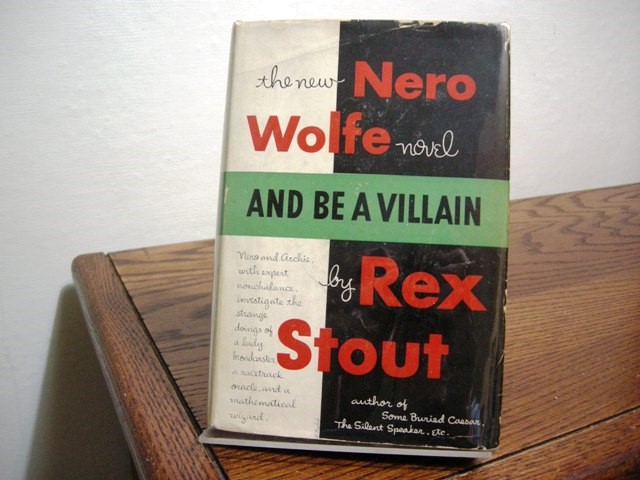 the new Nero
Wolfe novel
AND BE A VILLAIN
Nero and Archie,
with expert
nonchalance,
investigate the
strange
doings of
a lady
broadcaster,
a racetrack
oracle, and a
mathematical
wizard.
by Rex
Stout
author of
Some Buried Caesar,
The Silent Speaker, etc.